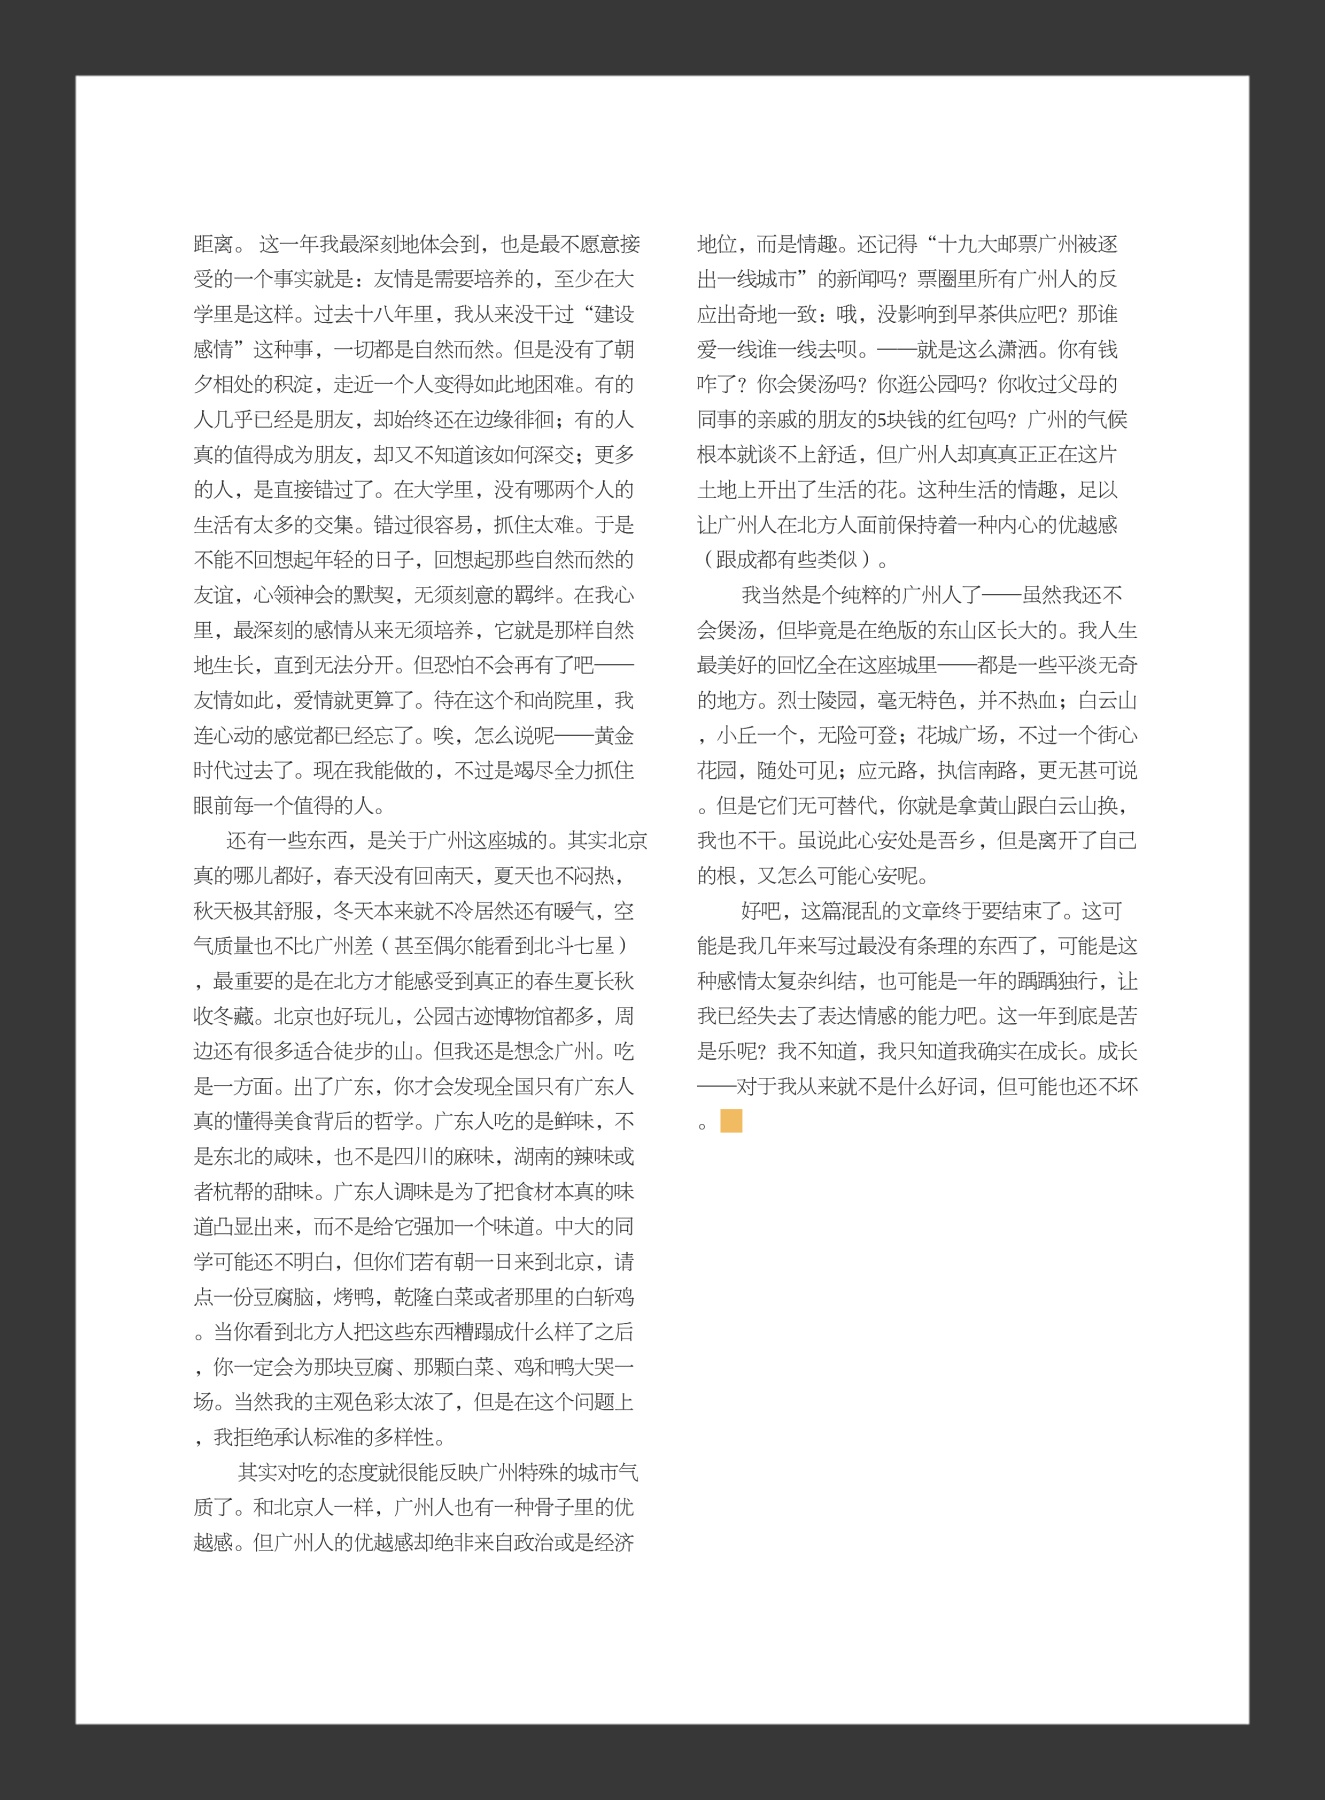 距离。 这一年我最深刻地体会到，也是最不愿意接
受的一个事实就是：友情是需要培养的，至少在大
学里是这样。过去十八年里，我从来没干过“建设
感情”这种事，一切都是自然而然。但是没有了朝
夕相处的积淀，走近一个人变得如此地困难。有的
人几乎已经是朋友，却始终还在边缘徘徊；有的人
真的值得成为朋友，却又不知道该如何深交；更多
的人，是直接错过了。在大学里，没有哪两个人的
生活有太多的交集。错过很容易，抓住太难。于是
不能不回想起年轻的日子，回想起那些自然而然的
友谊，心领神会的默契，无须刻意的羁绊。在我心
里，最深刻的感情从来无须培养，它就是那样自然
地生长，直到无法分开。但恐怕不会再有了吧——
友情如此，爱情就更算了。待在这个和尚院里，我
连心动的感觉都已经忘了。唉，怎么说呢——黄金
时代过去了。现在我能做的，不过是竭尽全力抓住
眼前每一个值得的人。
还有一些东西，是关于广州这座城的。其实北京
真的哪儿都好，春天没有回南天，夏天也不闷热，
秋天极其舒服，冬天本来就不冷居然还有暖气，空
气质量也不比广州差（甚至偶尔能看到北斗七星）
，最重要的是在北方才能感受到真正的春生夏长秋
收冬藏。北京也好玩儿，公园古迹博物馆都多，周
边还有很多适合徒步的山。但我还是想念广州。吃
是一方面。出了广东，你才会发现全国只有广东人
真的懂得美食背后的哲学。广东人吃的是鲜味，不
是东北的咸味，也不是四川的麻味，湖南的辣味或
者杭帮的甜味。广东人调味是为了把食材本真的味
道凸显出来，而不是给它强加一个味道。中大的同
学可能还不明白，但你们若有朝一日来到北京，请
点一份豆腐脑，烤鸭，乾隆白菜或者那里的白斩鸡
。当你看到北方人把这些东西糟蹋成什么样了之后
，你一定会为那块豆腐、那颗白菜、鸡和鸭大哭一
场。当然我的主观色彩太浓了，但是在这个问题上
，我拒绝承认标准的多样性。
其实对吃的态度就很能反映广州特殊的城市气
质了。和北京人一样，广州人也有一种骨子里的优
越感。但广州人的优越感却绝非来自政治或是经济
地位，而是情趣。还记得“十九大邮票广州被逐
出一线城市”的新闻吗？票圈里所有广州人的反
应出奇地一致：哦，没影响到早茶供应吧？那谁
爱一线谁一线去呗。——就是这么潇洒。你有钱
咋了？你会煲汤吗？你逛公园吗？你收过父母的
同事的亲戚的朋友的5块钱的红包吗？广州的气候
根本就谈不上舒适，但广州人却真真正正在这片
土地上开出了生活的花。这种生活的情趣，足以
让广州人在北方人面前保持着一种内心的优越感
（跟成都有些类似）。
我当然是个纯粹的广州人了——虽然我还不
会煲汤，但毕竟是在绝版的东山区长大的。我人生
最美好的回忆全在这座城里——都是一些平淡无奇
的地方。烈士陵园，毫无特色，并不热血；白云山
，小丘一个，无险可登；花城广场，不过一个街心
花园，随处可见；应元路，执信南路，更无甚可说
。但是它们无可替代，你就是拿黄山跟白云山换，
我也不干。虽说此心安处是吾乡，但是离开了自己
的根，又怎么可能心安呢。
好吧，这篇混乱的文章终于要结束了。这可
能是我几年来写过最没有条理的东西了，可能是这
种感情太复杂纠结，也可能是一年的踽踽独行，让
我已经失去了表达情感的能力吧。这一年到底是苦
是乐呢？我不知道，我只知道我确实在成长。成长
——对于我从来就不是什么好词，但可能也还不坏
。